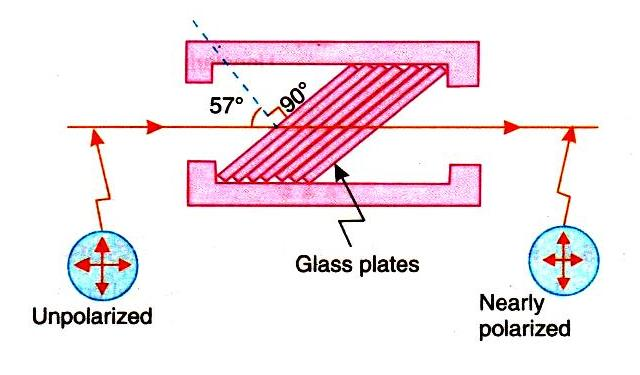 57°
90°
Glass plates
Unpolarized
Nearly
polarized